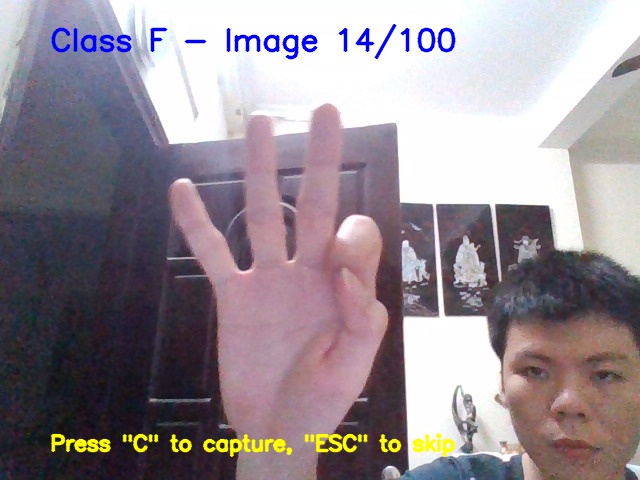 Class F - Image 14/100
Press "C" to capture, "ESC" to skip